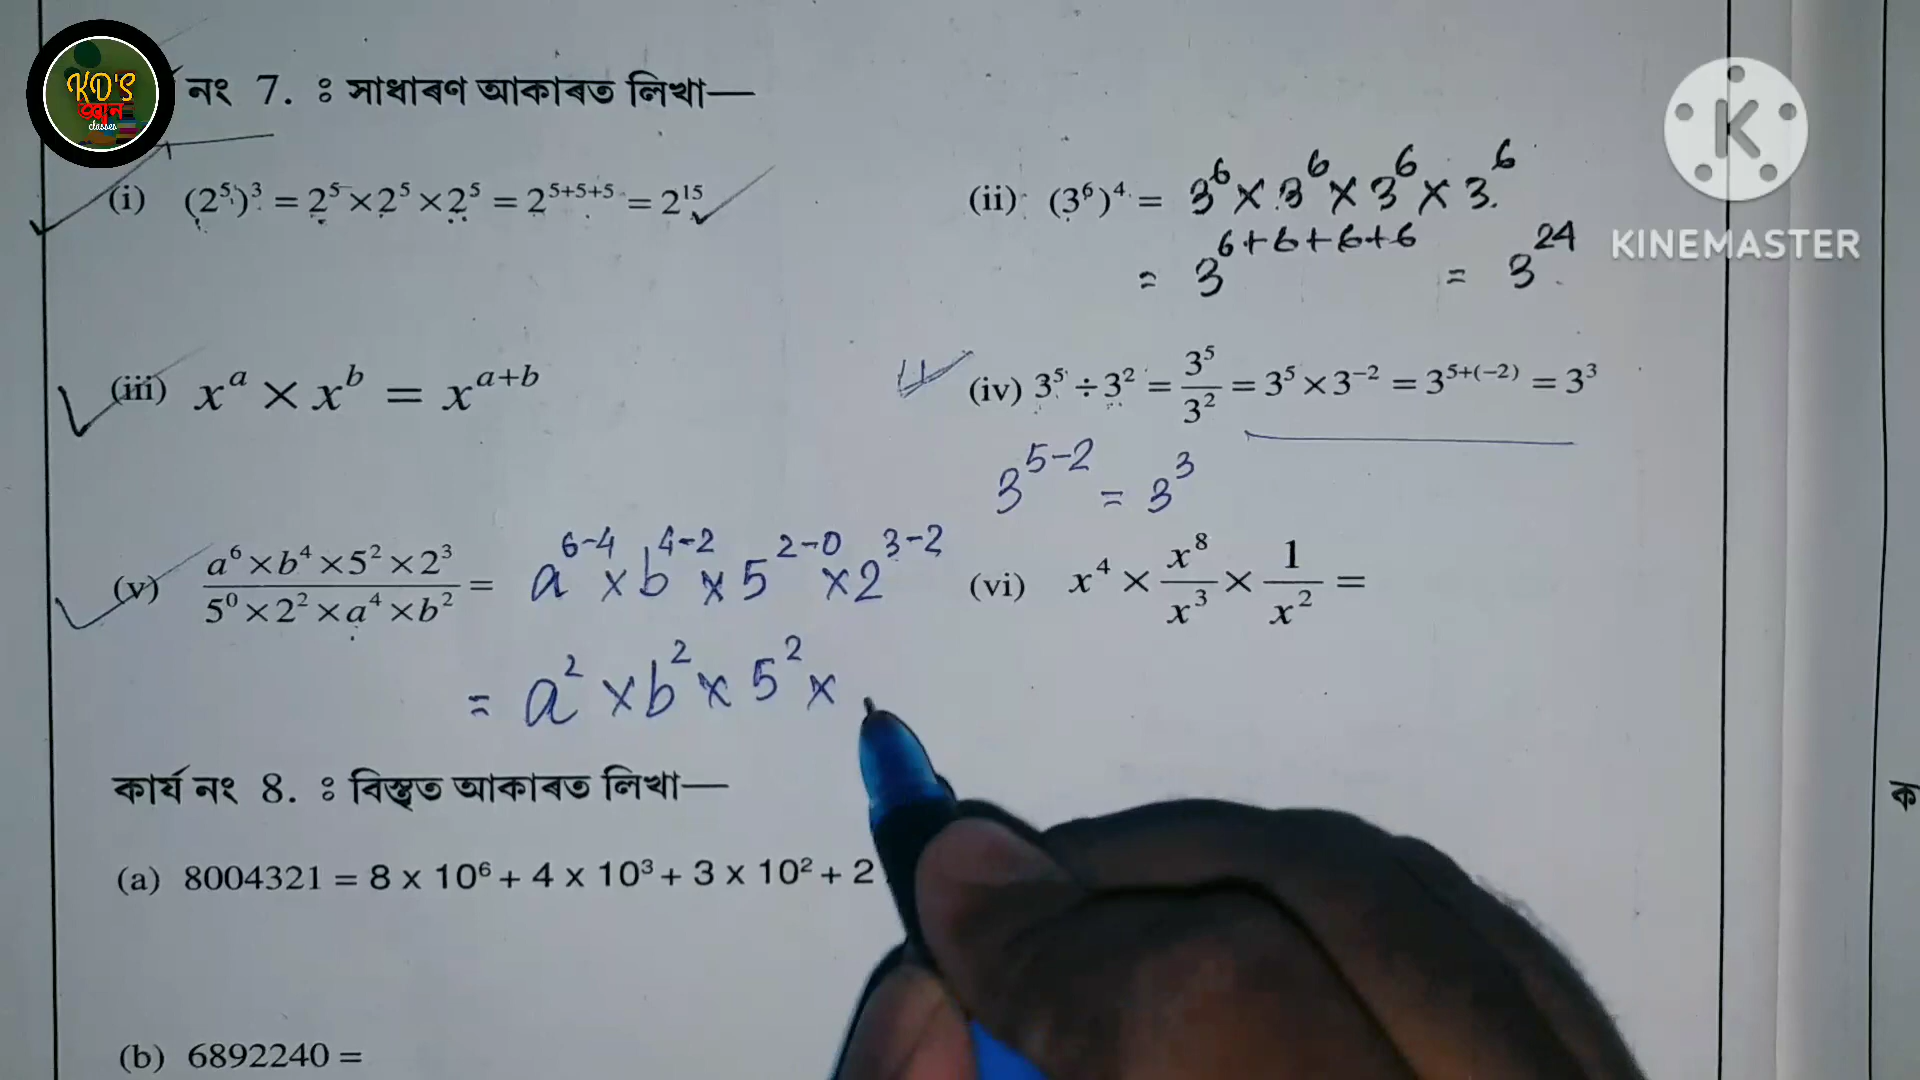 KD'S
জ্ঞান
classes
নং 7. ঃ সাধাৰণ আকাৰত লিখা—
KINEMASTER
(i) (2⁵)³ = 2⁵ × 2⁵ × 2⁵ = 2⁵⁺⁵⁺⁵ = 2¹⁵
(ii) (3⁶)⁴ = 3⁶ × 3⁶ × 3⁶ × 3⁶
= 3⁶⁺⁶⁺⁶⁺⁶ = 3²⁴
(iii) xᵃ × xᵇ = xᵃ⁺ᵇ
(iv) 3⁵ ÷ 3² = 3⁵/3² = 3⁵ × 3⁻² = 3⁵⁺⁽⁻²⁾ = 3³
3⁵⁻² = 3³
(v) (a⁶ × b⁴ × 5² × 2³)/(5⁰ × 2² × a⁴ × b²) = a⁶⁻⁴ × b⁴⁻² × 5²⁻⁰ × 2³⁻²
= a² × b² × 5² ×
(vi) x⁴ × x⁸/x³ × 1/x² =
কাৰ্য নং 8. ঃ বিস্তৃত আকাৰত লিখা—
(a) 8004321 = 8 x 10⁶ + 4 x 10³ + 3 x 10² + 2
(b) 6892240 =
ক